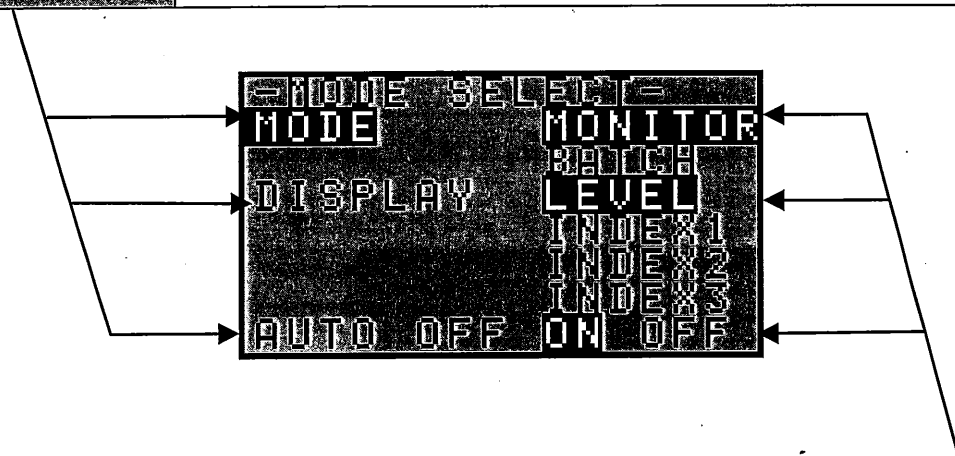 -MODE SELECT-
MODE MONITOR
BATCH
DISPLAY LEVEL
INDEX1
INDEX2
INDEX3
AUTO OFF ON OFF